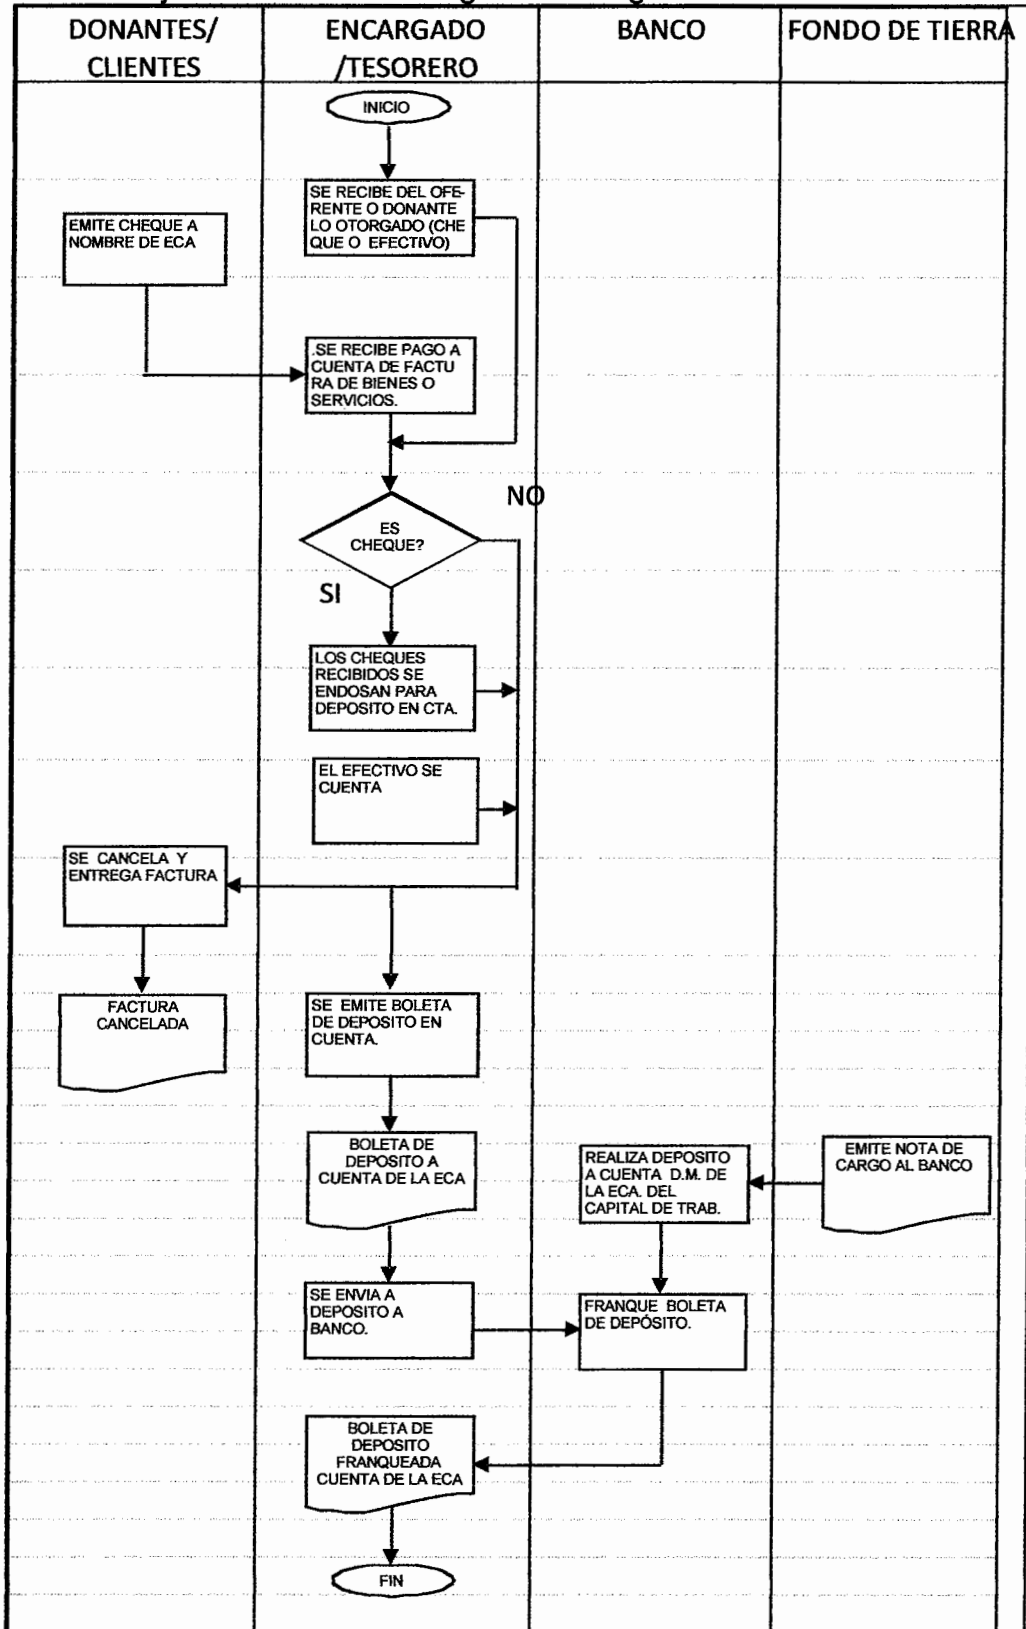 DONANTES/
CLIENTES
ENCARGADO
/TESORERO
BANCO
FONDO DE TIERRA
INICIO
SE RECIBE DEL OFE-
RENTE O DONANTE
LO OTORGADO (CHE
QUE O EFECTIVO)
EMITE CHEQUE A
NOMBRE DE ECA
.SE RECIBE PAGO A
CUENTA DE FACTU
RA DE BIENES O
SERVICIOS.
NO
ES
CHEQUE?
SI
LOS CHEQUES
RECIBIDOS SE
ENDOSAN PARA
DEPOSITO EN CTA.
EL EFECTIVO SE
CUENTA
SE CANCELA Y
ENTREGA FACTURA
FACTURA
CANCELADA
SE EMITE BOLETA
DE DEPOSITO EN
CUENTA.
BOLETA DE
DEPOSITO A
CUENTA DE LA ECA
REALIZA DEPOSITO
A CUENTA D.M. DE
LA ECA. DEL
CAPITAL DE TRAB.
EMITE NOTA DE
CARGO AL BANCO
SE ENVIA A
DEPOSITO A
BANCO.
FRANQUE BOLETA
DE DEPÓSITO.
BOLETA DE
DEPOSITO
FRANQUEADA
CUENTA DE LA ECA
FIN